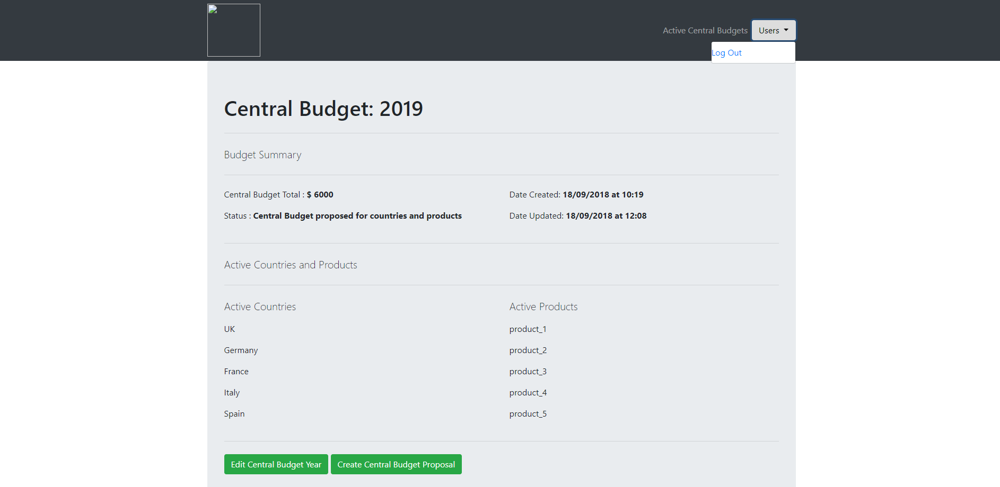 Active Central Budgets Users
Log Out
Central Budget: 2019
Budget Summary
Central Budget Total : $ 6000 Date Created: 18/09/2018 at 10:19
Status : Central Budget proposed for countries and products Date Updated: 18/09/2018 at 12:08
Active Countries and Products
Active Countries Active Products
UK product_1
Germany product_2
France product_3
Italy product_4
Spain product_5
Edit Central Budget Year Create Central Budget Proposal